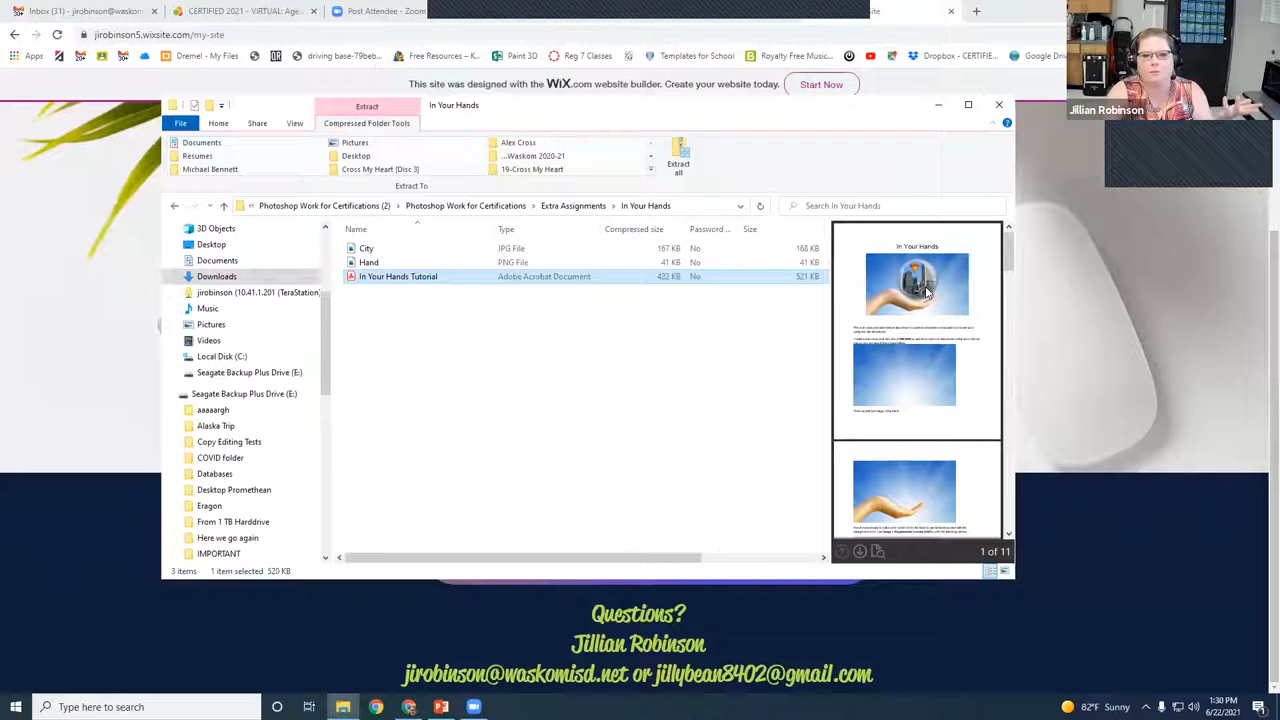 Inbox (31) - jirobinson@waskom
CERTIFIED 2021 - VIRTUAL: Agen
Post Attendee - Zoom
Site
jirobinson5.wixsite.com/my-site
Apps
Dremel - My Files
driving base-79b
e Resources – K...
Paint 3D
Reg 7 Classes
Templates for School
Royalty Free Music...
Dropbox - CERTIFIE...
Google Driv
This site was designed with the WiX.com website builder. Create your website today.
Start Now
Jillian Robinson
Extract
In Your Hands
File
Home
Share
View
Compressed Folder Tools
Documents
Pictures
Alex Cross
Resumes
Desktop
...Waskom 2020-21
Michael Bennett
Cross My Heart [Disc 3]
19-Cross My Heart
Extract all
Extract To
Photoshop Work for Certifications (2)
Photoshop Work for Certifications
Extra Assignments
In Your Hands
Search In Your Hands
Name
Type
Compressed size
Password ...
Size
City
JPG File
167 KB
No
168 KB
Hand
PNG File
41 KB
No
41 KB
In Your Hands Tutorial
Adobe Acrobat Document
482 KB
No
521 KB
3D Objects
Desktop
Documents
Downloads
jirobinson (10.41.1.201 (TeraStation)
Music
Pictures
Videos
Local Disk (C:)
Seagate Backup Plus Drive (E:)
Seagate Backup Plus Drive (E:)
aaaaargh
Alaska Trip
Copy Editing Tests
COVID folder
Databases
Desktop Promethean
Eragon
From 1 TB Harddrive
Here we go again
IMPORTANT
In Your Hands
1 of 11
3 items
1 item selected 520 KB
Questions?
Jillian Robinson
jirobinson@waskomisd.net or jillybean8402@gmail.com
Type here to search
82°F Sunny
1:30 PM
6/22/2021